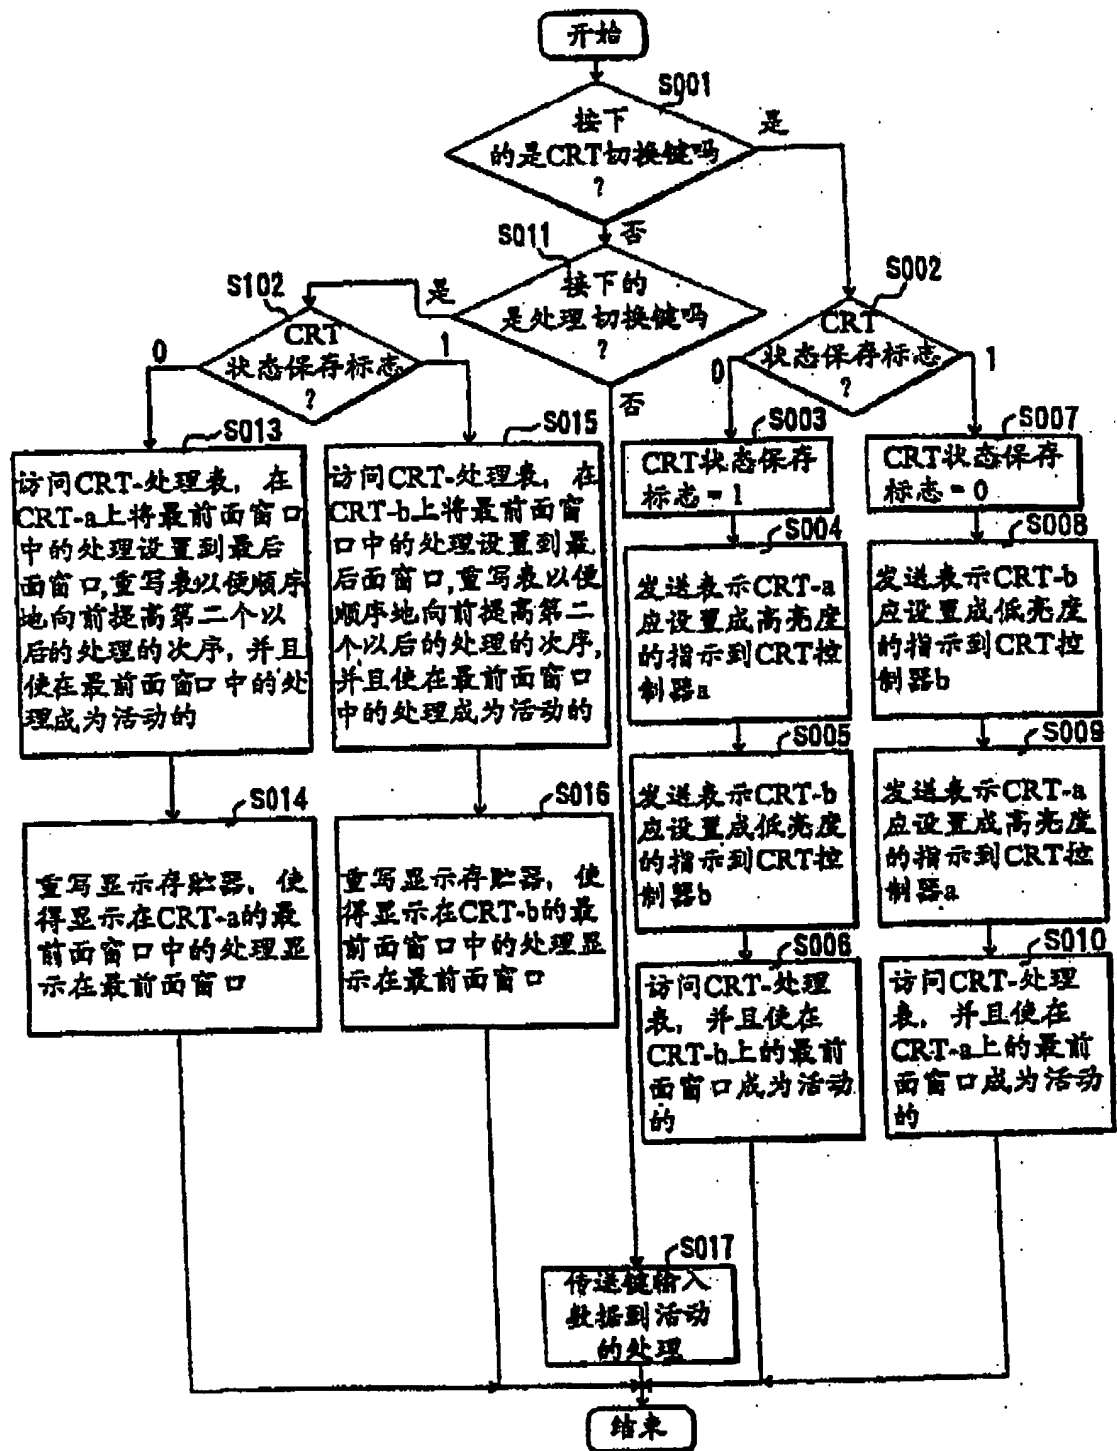 开始
S001
接下
的是CRT切换键吗
?
是
否
S011
接下的
是处理切换键吗
?
是
否
S102
CRT
状态保存标志
?
0
1
S002
CRT
状态保存标志
?
0
1
S013
访问CRT-处理表, 在
CRT-a上将最前面窗口
中的处理设置到最后
面窗口,重写表以便顺序
地向前提高第二个以
后的处理的次序, 并且
使在最前面窗口中的处
理成为活动的
S015
访问CRT-处理表, 在
CRT-b上将最前面窗
口中的处理设置到最
后面窗口,重写表以便
顺序地向前提高第二
个以后的处理的次序,
并且使在最前面窗口
中的处理成为活动的
S003
CRT状态保存
标志=1
S007
CRT状态保存
标志=0
S004
发送表示CRT-a
应设置成高亮度
的指示到CRT控
制器a
S008
发送表示CRT-b
应设置成低亮度
的指示到CRT控
制器b
S005
发送表示CRT-b
应设置成低亮度
的指示到CRT控
制器b
S009
发送表示CRT-a
应设置成高亮度
的指示到CRT控
制器a
S014
重写显示存贮器, 使
得显示在CRT-a的最
前面窗口中的处理显
示在最前面窗口
S016
重写显示存贮器, 使
得显示在CRT-b的最
前面窗口中的处理显
示在最前面窗口
S006
访问CRT-处理
表, 并且使在
CRT-b上的最前
面窗口成为活动
的
S010
访问CRT-处理
表, 并且使在
CRT-a上的最前
面窗口成为活动
的
S017
传送键输入
数据到活动
的处理
结束